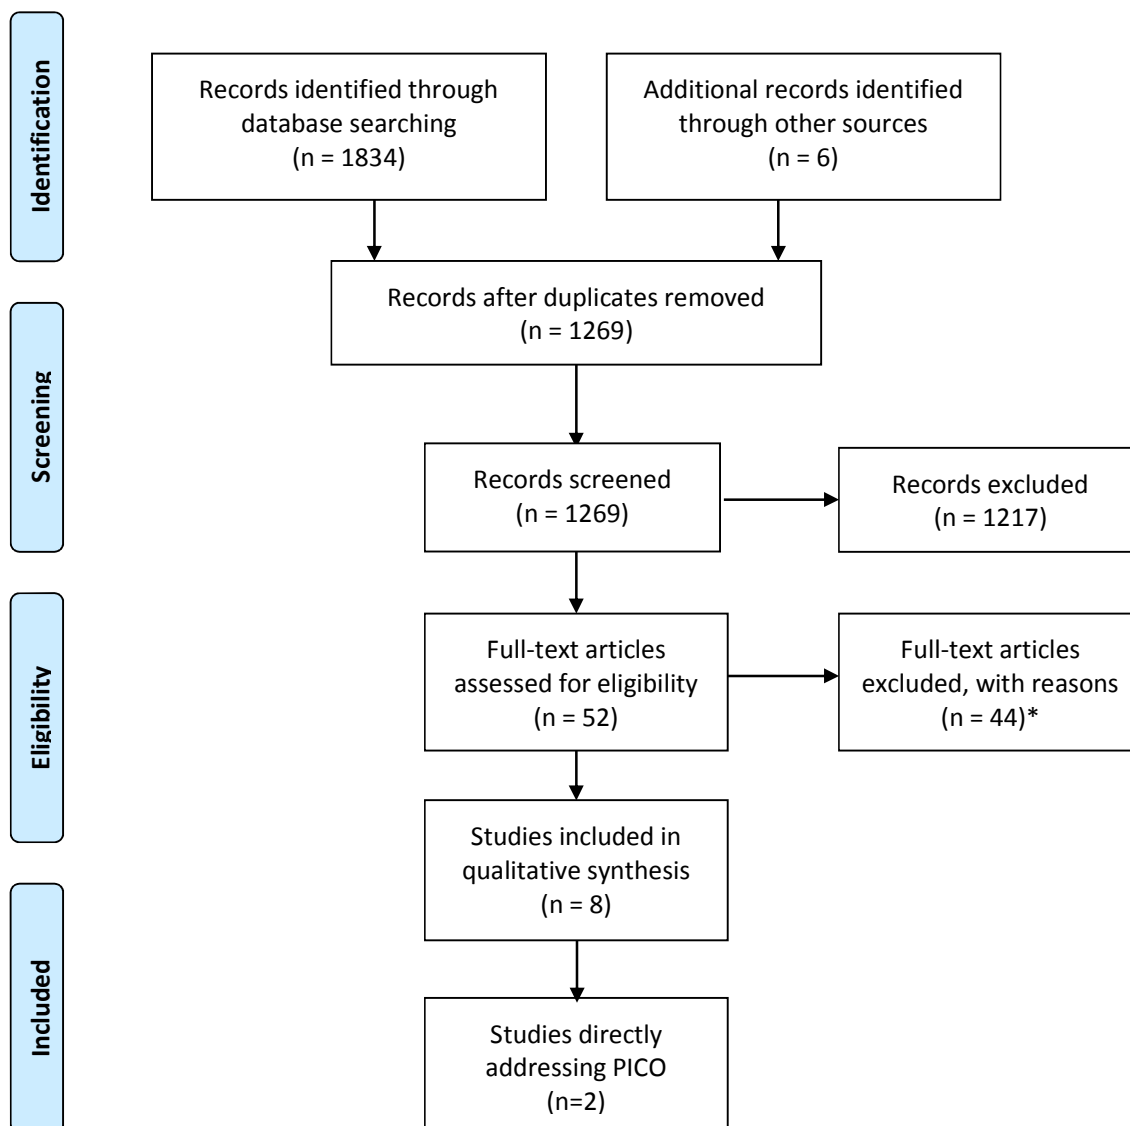 Identification
Records identified through
database searching
(n = 1834)
Additional records identified
through other sources
(n = 6)
Records after duplicates removed
(n = 1269)
Screening
Records screened
(n = 1269)
Records excluded
(n = 1217)
Eligibility
Full-text articles
assessed for eligibility
(n = 52)
Full-text articles
excluded, with reasons
(n = 44)*
Studies included in
qualitative synthesis
(n = 8)
Included
Studies directly
addressing PICO
(n=2)